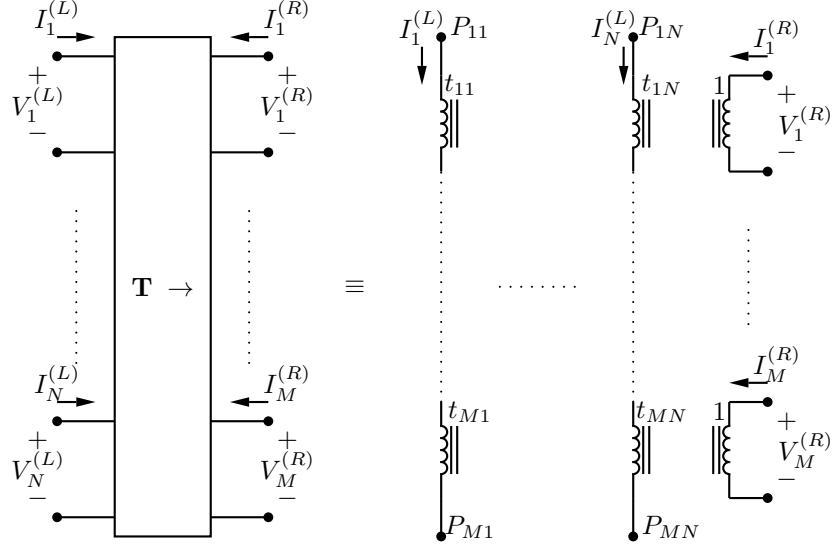 I_1^{(L)} I_1^{(R)} I_1^{(L)} P_{11} I_N^{(L)} P_{1N} I_1^{(R)}
+ + t_{11} t_{1N} 1 +
V_1^{(L)} V_1^{(R)} V_1^{(R)}
− − −
T → ≡
I_N^{(L)} I_M^{(R)} I_M^{(R)}
+ + t_{M1} t_{MN} 1 +
V_N^{(L)} V_M^{(R)} V_M^{(R)}
− − −
P_{M1} P_{MN}